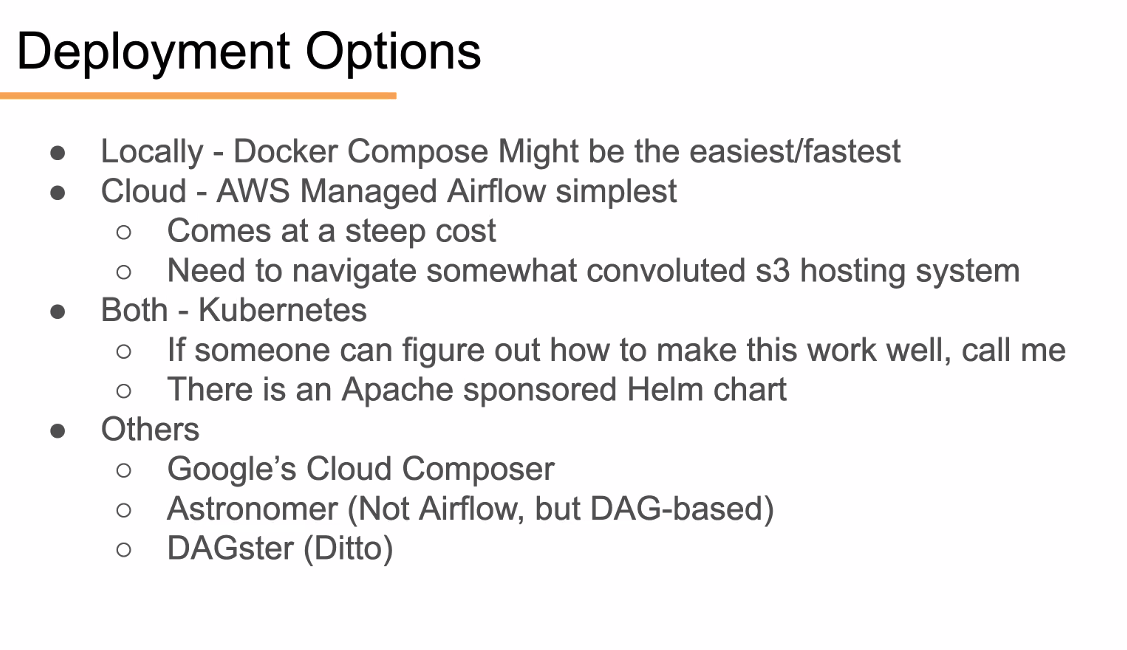 Deployment Options
● Locally - Docker Compose Might be the easiest/fastest
● Cloud - AWS Managed Airflow simplest
○ Comes at a steep cost
○ Need to navigate somewhat convoluted s3 hosting system
● Both - Kubernetes
○ If someone can figure out how to make this work well, call me
○ There is an Apache sponsored Helm chart
● Others
○ Google’s Cloud Composer
○ Astronomer (Not Airflow, but DAG-based)
○ DAGster (Ditto)